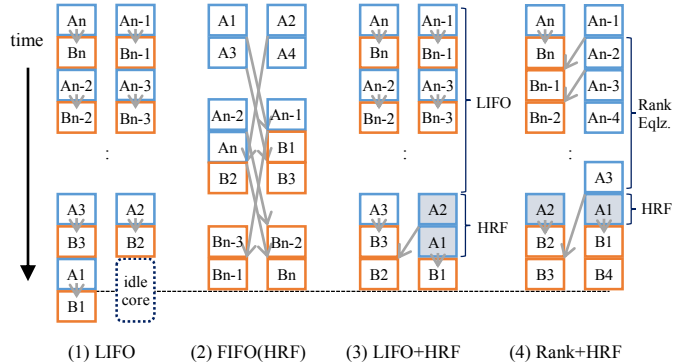 time
An An-1
Bn Bn-1
An-2 An-3
Bn-2 Bn-3
:
A3 A2
B3 B2
A1 idle
B1 core
(1) LIFO
A1 A2
A3 A4
An-2 An-1
An B1
B2 B3
Bn-3 Bn-2
Bn-1 Bn
(2) FIFO(HRF)
An An-1
Bn Bn-1
An-2 An-3
Bn-2 Bn-3
:
A3 A2
B3 A1
B2 B1
LIFO
HRF
(3) LIFO+HRF
An An-1
Bn An-2
Bn-1 An-3
Bn-2 An-4
:
A3
A2 A1
B2 B1
B3 B4
Rank
Eqlz.
HRF
(4) Rank+HRF